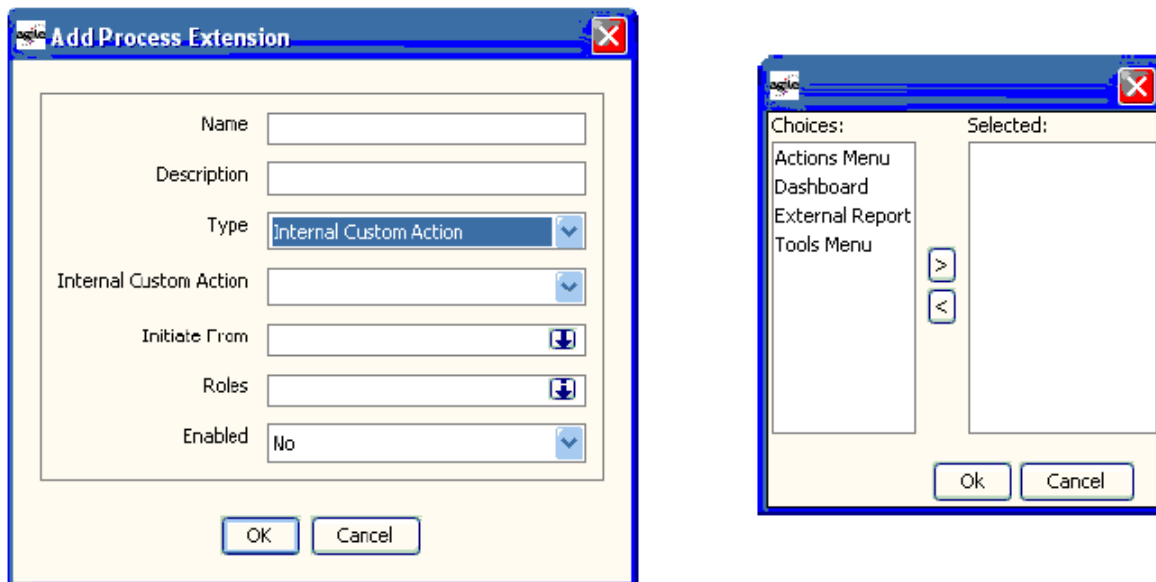 agile Add Process Extension
Name
Description
Type Internal Custom Action
Internal Custom Action
Initiate From
Roles
Enabled No
OK Cancel
agile
Choices: Selected:
Actions Menu
Dashboard
External Report
Tools Menu
>
<
Ok Cancel